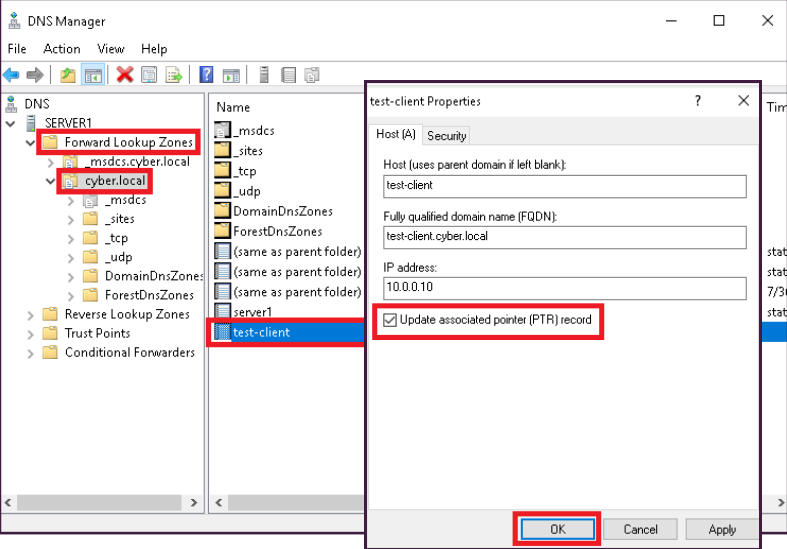 DNS Manager
File Action View Help
DNS
SERVER1
Forward Lookup Zones
_msdcs.cyber.local
cyber.local
_msdcs
_sites
_tcp
_udp
DomainDnsZones
ForestDnsZones
Reverse Lookup Zones
Trust Points
Conditional Forwarders
Name
_msdcs
_sites
_tcp
_udp
DomainDnsZones
ForestDnsZones
(same as parent folder)
(same as parent folder)
(same as parent folder)
server1
test-client
test-client Properties
Host (A) Security
Host (uses parent domain if left blank):
test-client
Fully qualified domain name (FQDN):
test-client.cyber.local
IP address:
10.0.0.10
Update associated pointer (PTR) record
OK Cancel Apply
Tim
stat
stat
7/3
stat